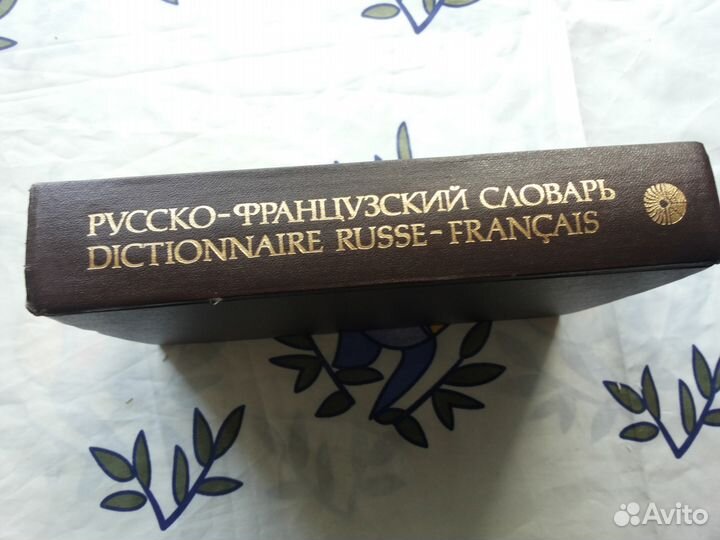 РУССКО-ФРАНЦУЗСКИЙ СЛОВАРЬ
DICTIONNAIRE RUSSE-FRANÇAIS
Avito